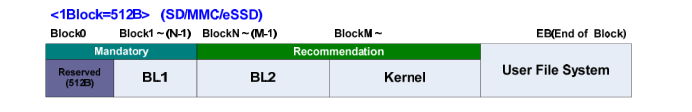 <1Block=512B> (SD/MMC/eSSD)
Block0 Block1 ~ (N-1) BlockN ~ (M-1) BlockM ~ EB(End of Block)
Mandatory Recommendation
Reserved (512B) BL1 BL2 Kernel User File System